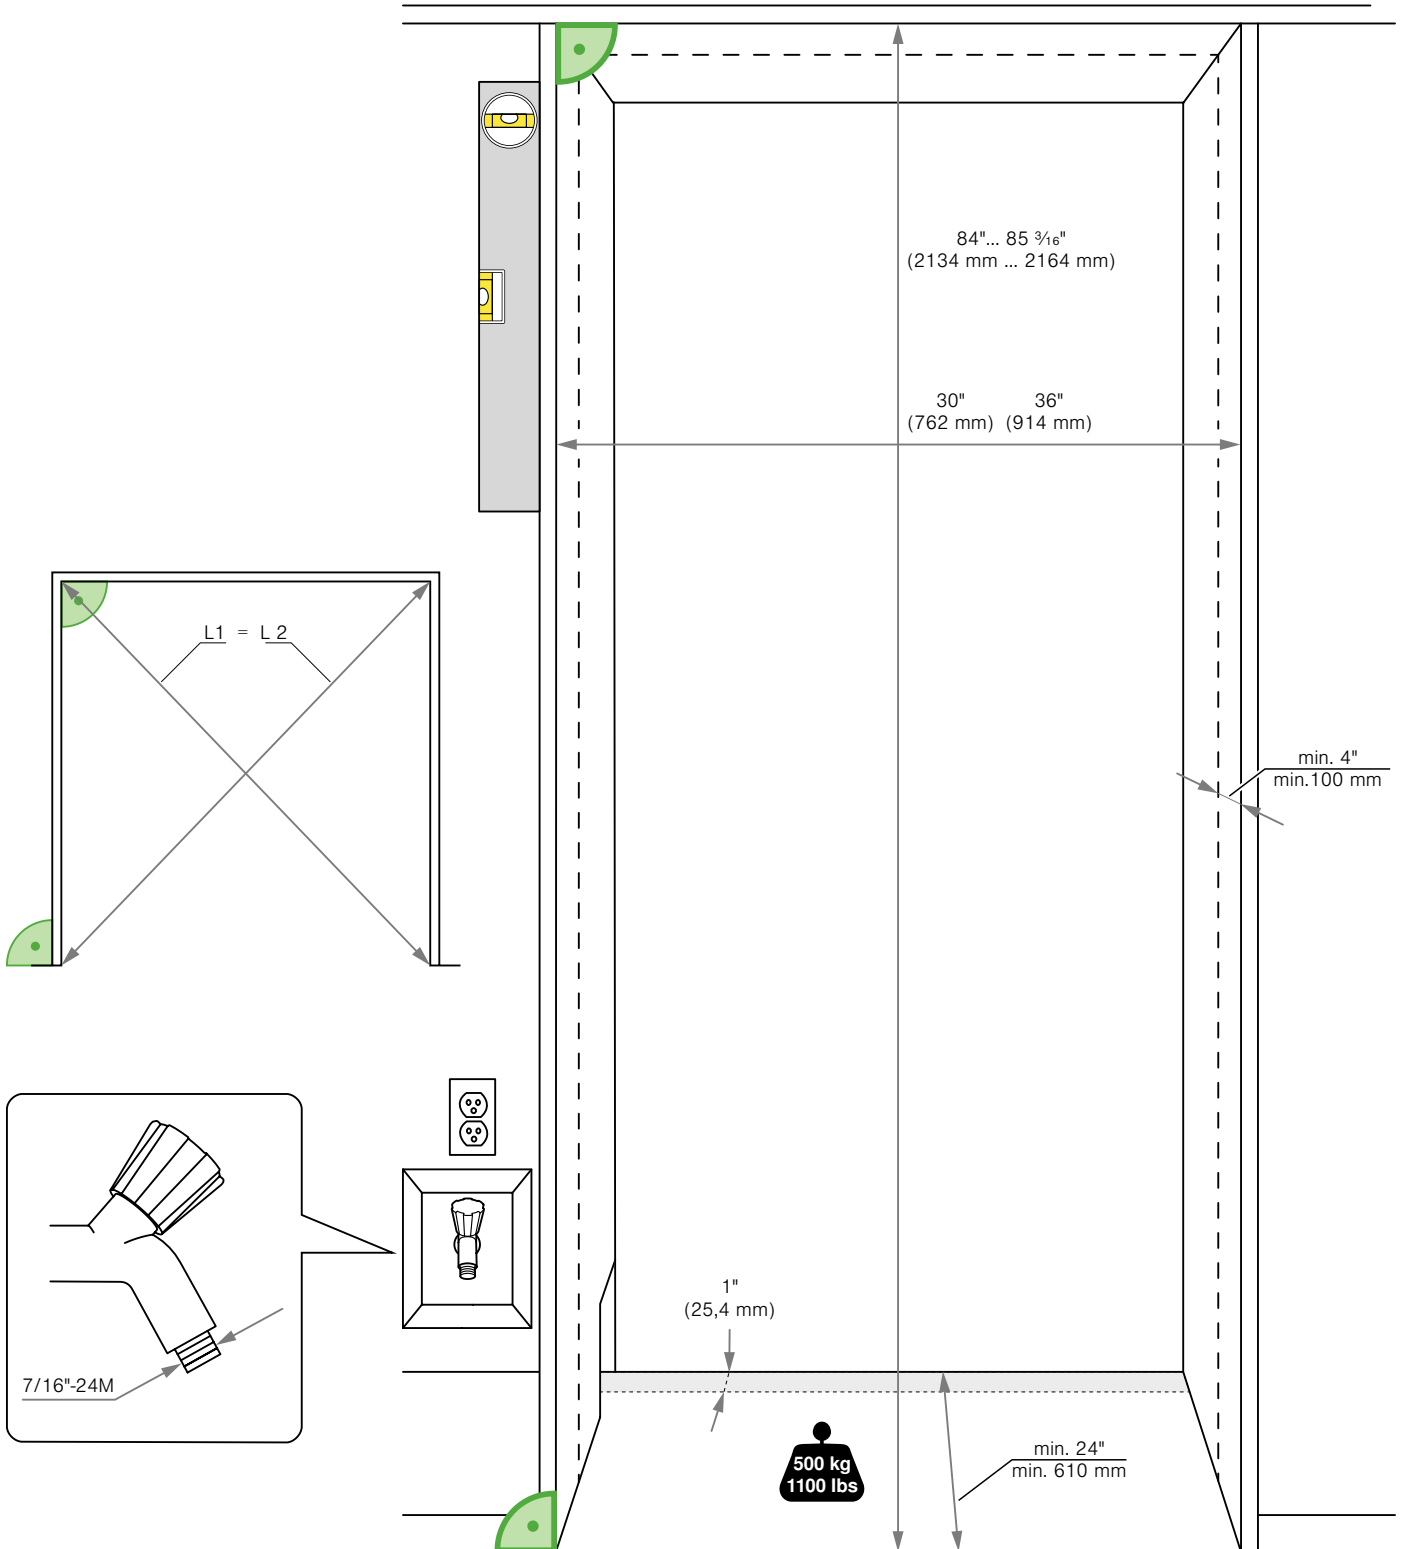 84"... 85 ³⁄₁₆"
(2134 mm ... 2164 mm)
30" 36"
(762 mm) (914 mm)
L1 = L 2
min. 4"
min.100 mm
1"
(25,4 mm)
7/16"-24M
min. 24"
min. 610 mm
500 kg
1100 lbs